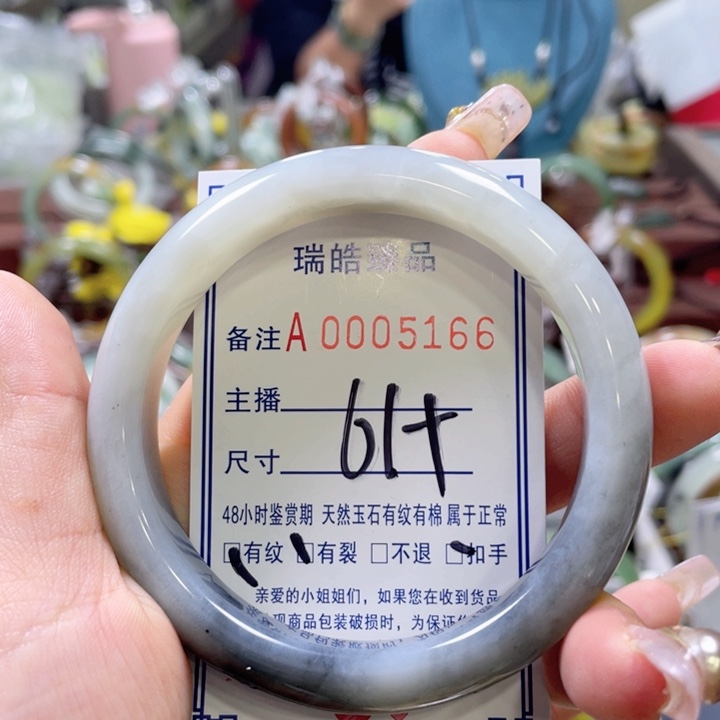 瑞皓臻品
备注A 0005166
主播
61+
尺寸
48小时鉴赏期 天然玉石有纹有棉属于正常
☐有纹 ☐有裂 ☐不退 ☐扣手
亲爱的小姐姐们，如果您在收到货品
现商品包装破损时，为保证